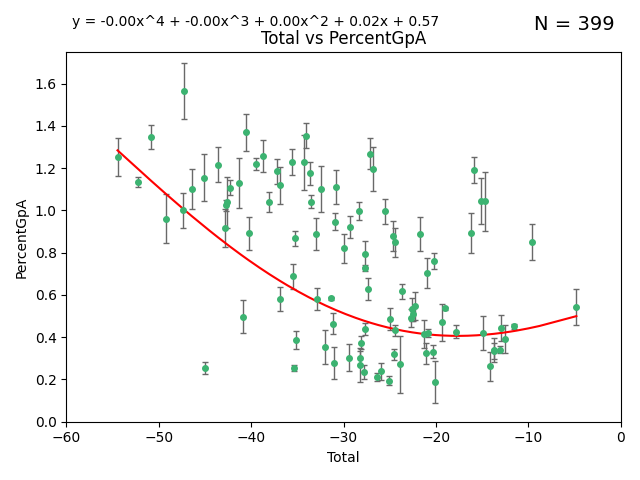 y = -0.00x^4 + -0.00x^3 + 0.00x^2 + 0.02x + 0.57
N = 399
Total vs PercentGpA
1.6
1.4
1.2
1.0
0.8
0.6
0.4
0.2
0.0
PercentGpA
−60 −50 −40 −30 −20 −10 0
Total